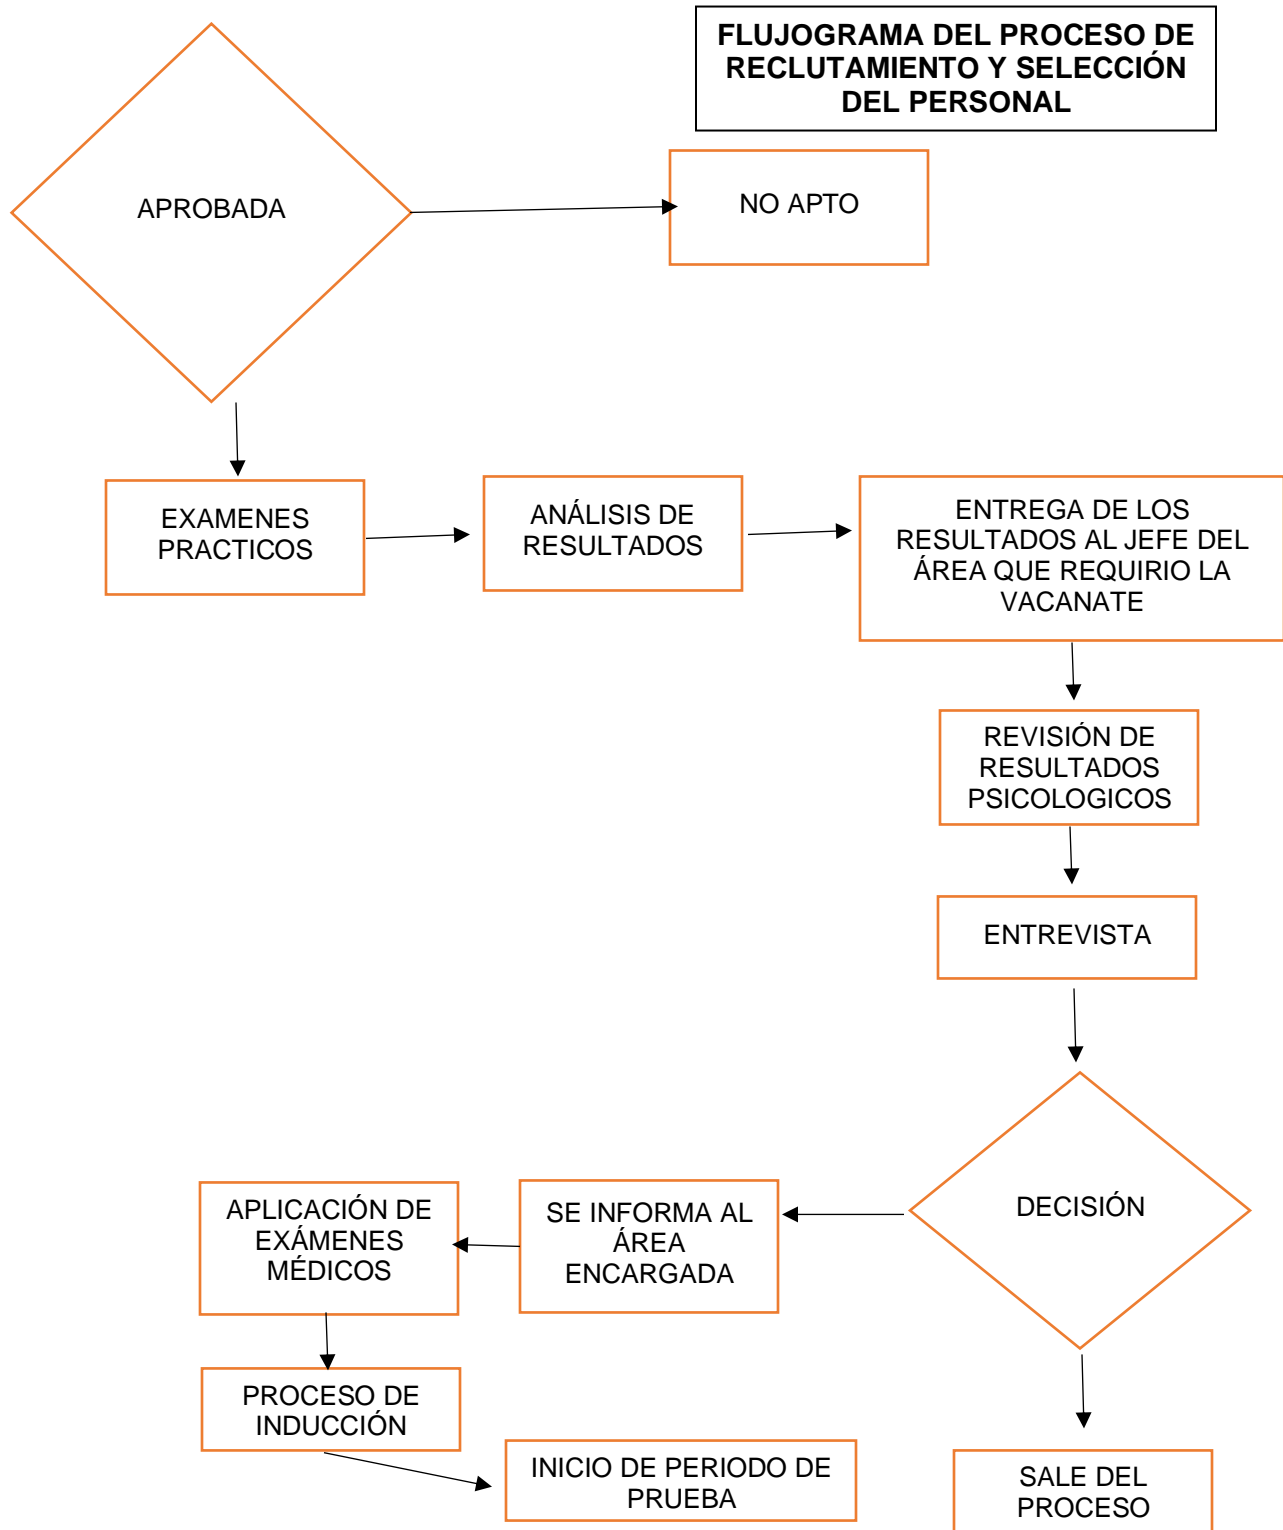 FLUJOGRAMA DEL PROCESO DE
RECLUTAMIENTO Y SELECCIÓN
DEL PERSONAL
APROBADA
NO APTO
EXAMENES
PRACTICOS
ANÁLISIS DE
RESULTADOS
ENTREGA DE LOS
RESULTADOS AL JEFE DEL
ÁREA QUE REQUIRIO LA
VACANATE
REVISIÓN DE
RESULTADOS
PSICOLOGICOS
ENTREVISTA
DECISIÓN
SE INFORMA AL
ÁREA
ENCARGADA
APLICACIÓN DE
EXÁMENES
MÉDICOS
PROCESO DE
INDUCCIÓN
INICIO DE PERIODO DE
PRUEBA
SALE DEL
PROCESO